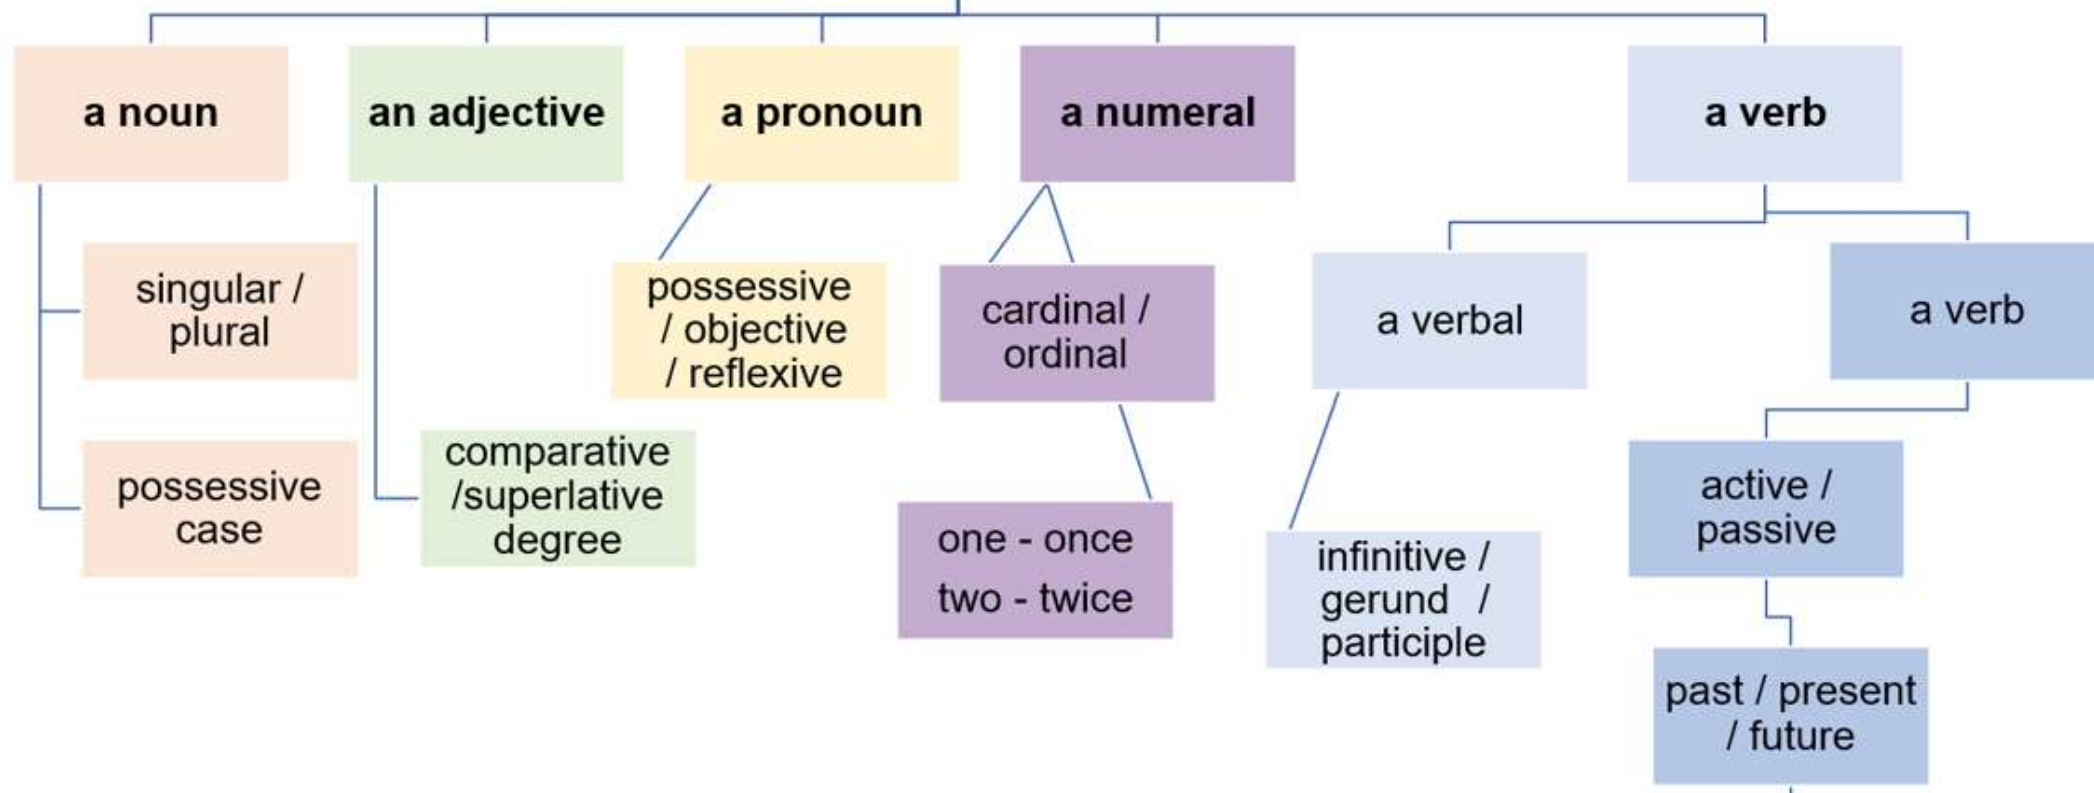 a noun
an adjective
a pronoun
a numeral
a verb
singular /
plural
possessive
/ objective
/ reflexive
cardinal /
ordinal
a verbal
a verb
possessive
case
comparative
/superlative
degree
one - once
two - twice
infinitive /
gerund /
participle
active /
passive
past / present
/ future